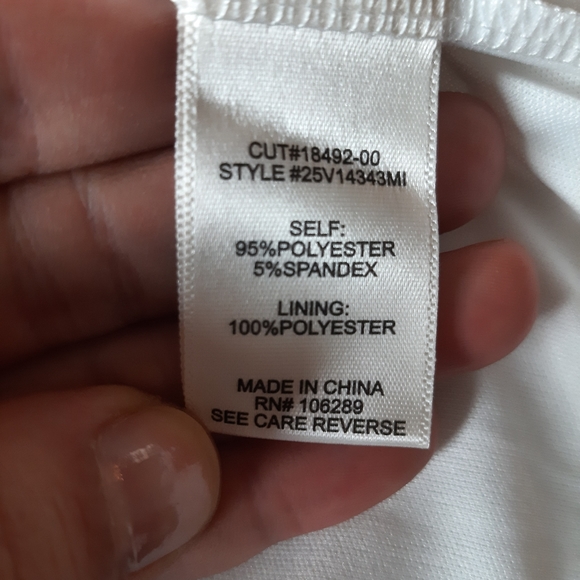 CUT#18492-00
STYLE #25V14343MI
SELF:
95%POLYESTER
5%SPANDEX
LINING:
100%POLYESTER
MADE IN CHINA
RN# 106289
SEE CARE REVERSE